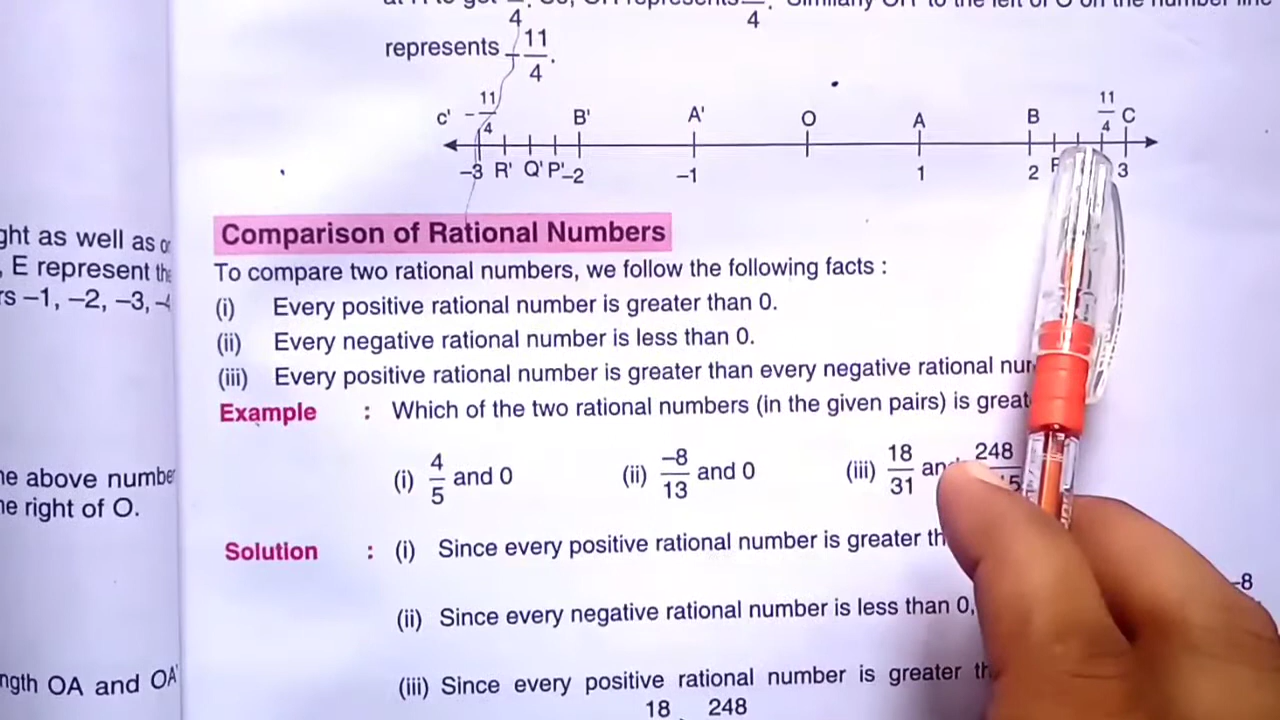 represents -11/4.
c' -11/4 B' A' O A B 11/4 C
-3 R' Q' P' -2 -1 1 2 3
Comparison of Rational Numbers
To compare two rational numbers, we follow the following facts :
(i) Every positive rational number is greater than 0.
(ii) Every negative rational number is less than 0.
(iii) Every positive rational number is greater than every negative rational
Example : Which of the two rational numbers (in the given pairs) is
(i) 4/5 and 0 (ii) -8/13 and 0 (iii) 18/31 248
Solution : (i) Since every positive rational number is greater
(ii) Since every negative rational number is less than 0,
-8
(iii) Since every positive rational number is greater
18 248
ght as well as
, E represent the
rs -1, -2, -3,
he above number
he right of O.
ngth OA and OA'